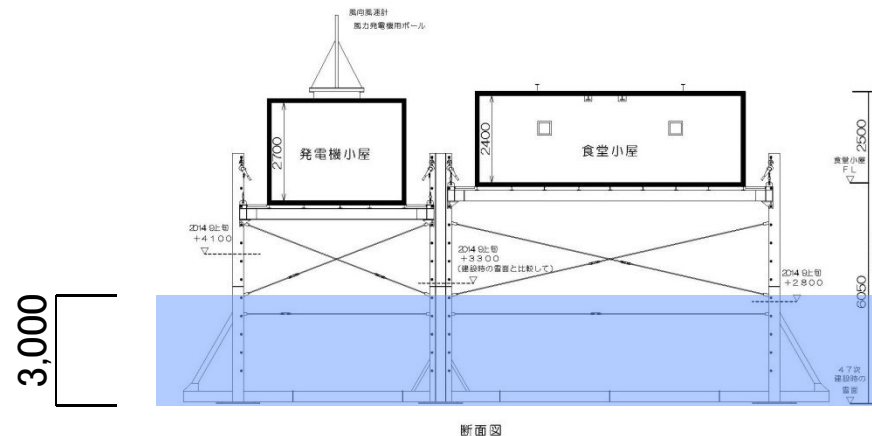 風向風速計
風力発電機用ポール
発電機小屋
2700
食堂小屋
2400
2500
食堂小屋
FL
2014 9上旬
+4100
2014 9上旬
+3300
(建設時の雪面と比較して)
2014 9上旬
+2800
6050
3,000
47次
建設時の
雪面
断面図